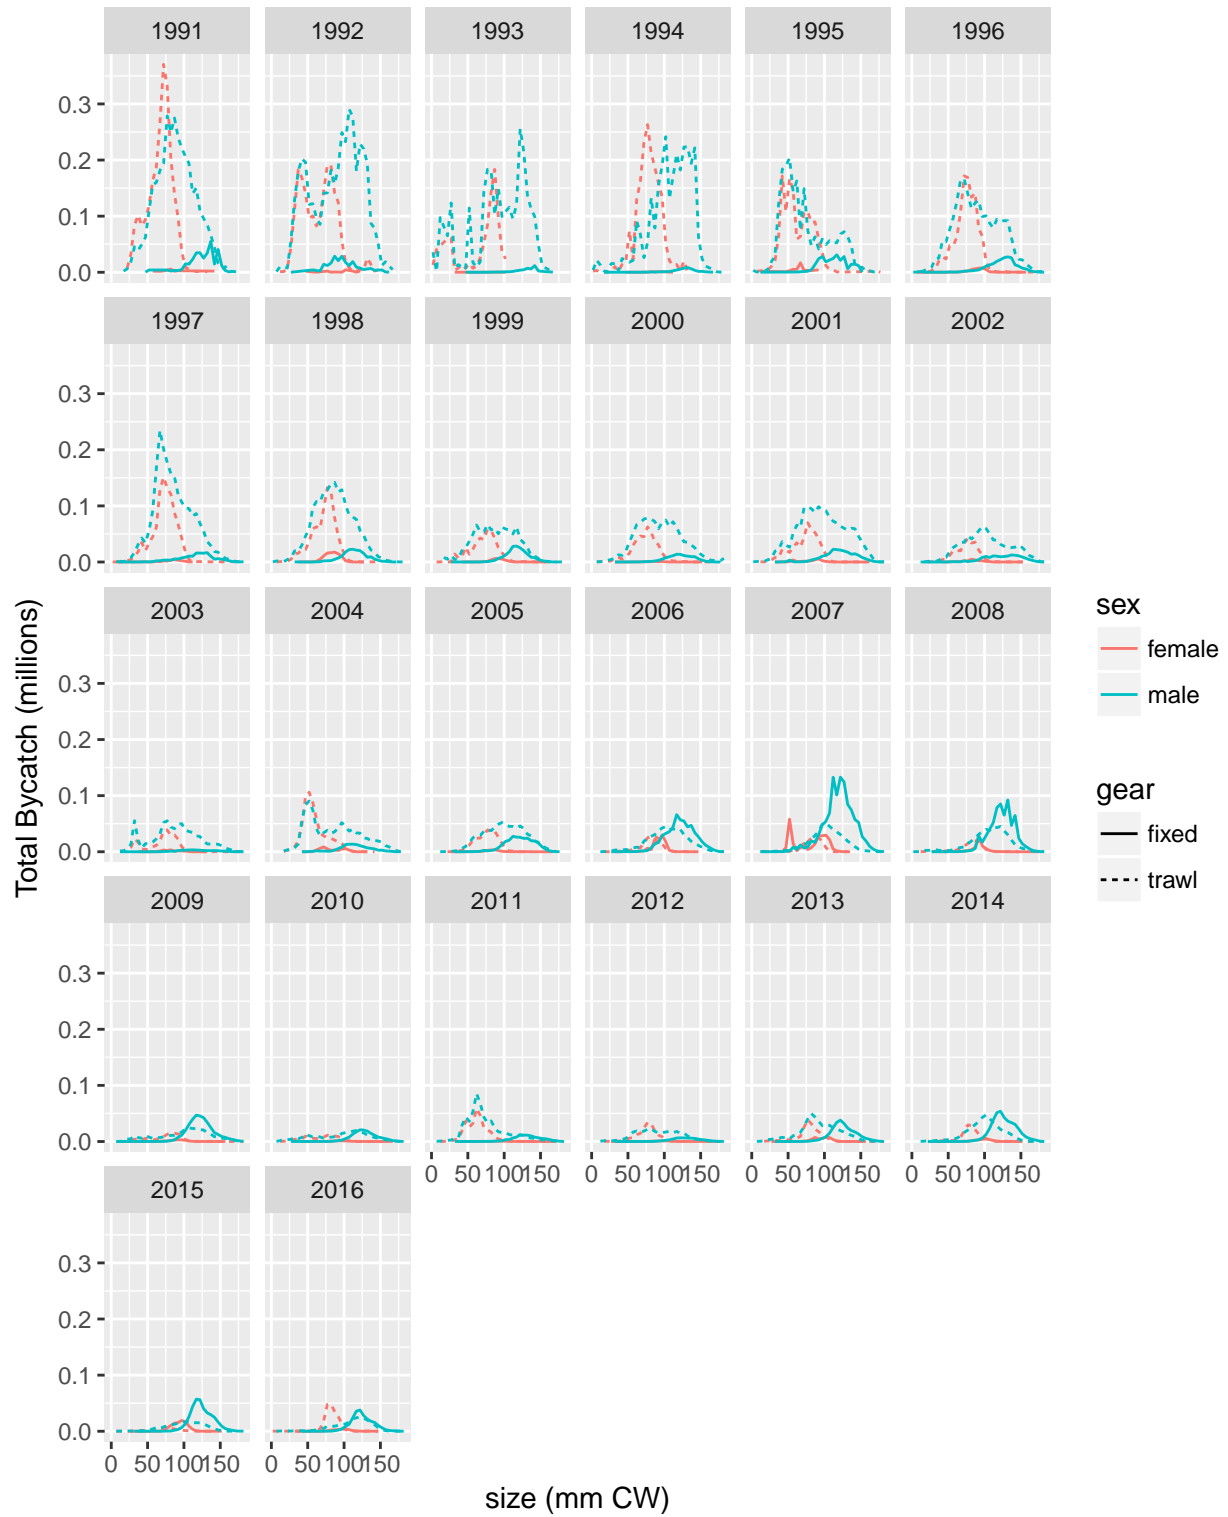 1991 1992 1993 1994 1995 1996
0.3
0.2
0.1
0.0
1997 1998 1999 2000 2001 2002
0.3
0.2
0.1
0.0
2003 2004 2005 2006 2007 2008
0.3
0.2
0.1
0.0
2009 2010 2011 2012 2013 2014
0.3
0.2
0.1
0.0
0 50 100 150 0 50 100 150 0 50 100 150 0 50 100 150
2015 2016
0.3
0.2
0.1
0.0
0 50 100 150 0 50 100 150
size (mm CW)
Total Bycatch (millions)
sex
female
male
gear
fixed
trawl